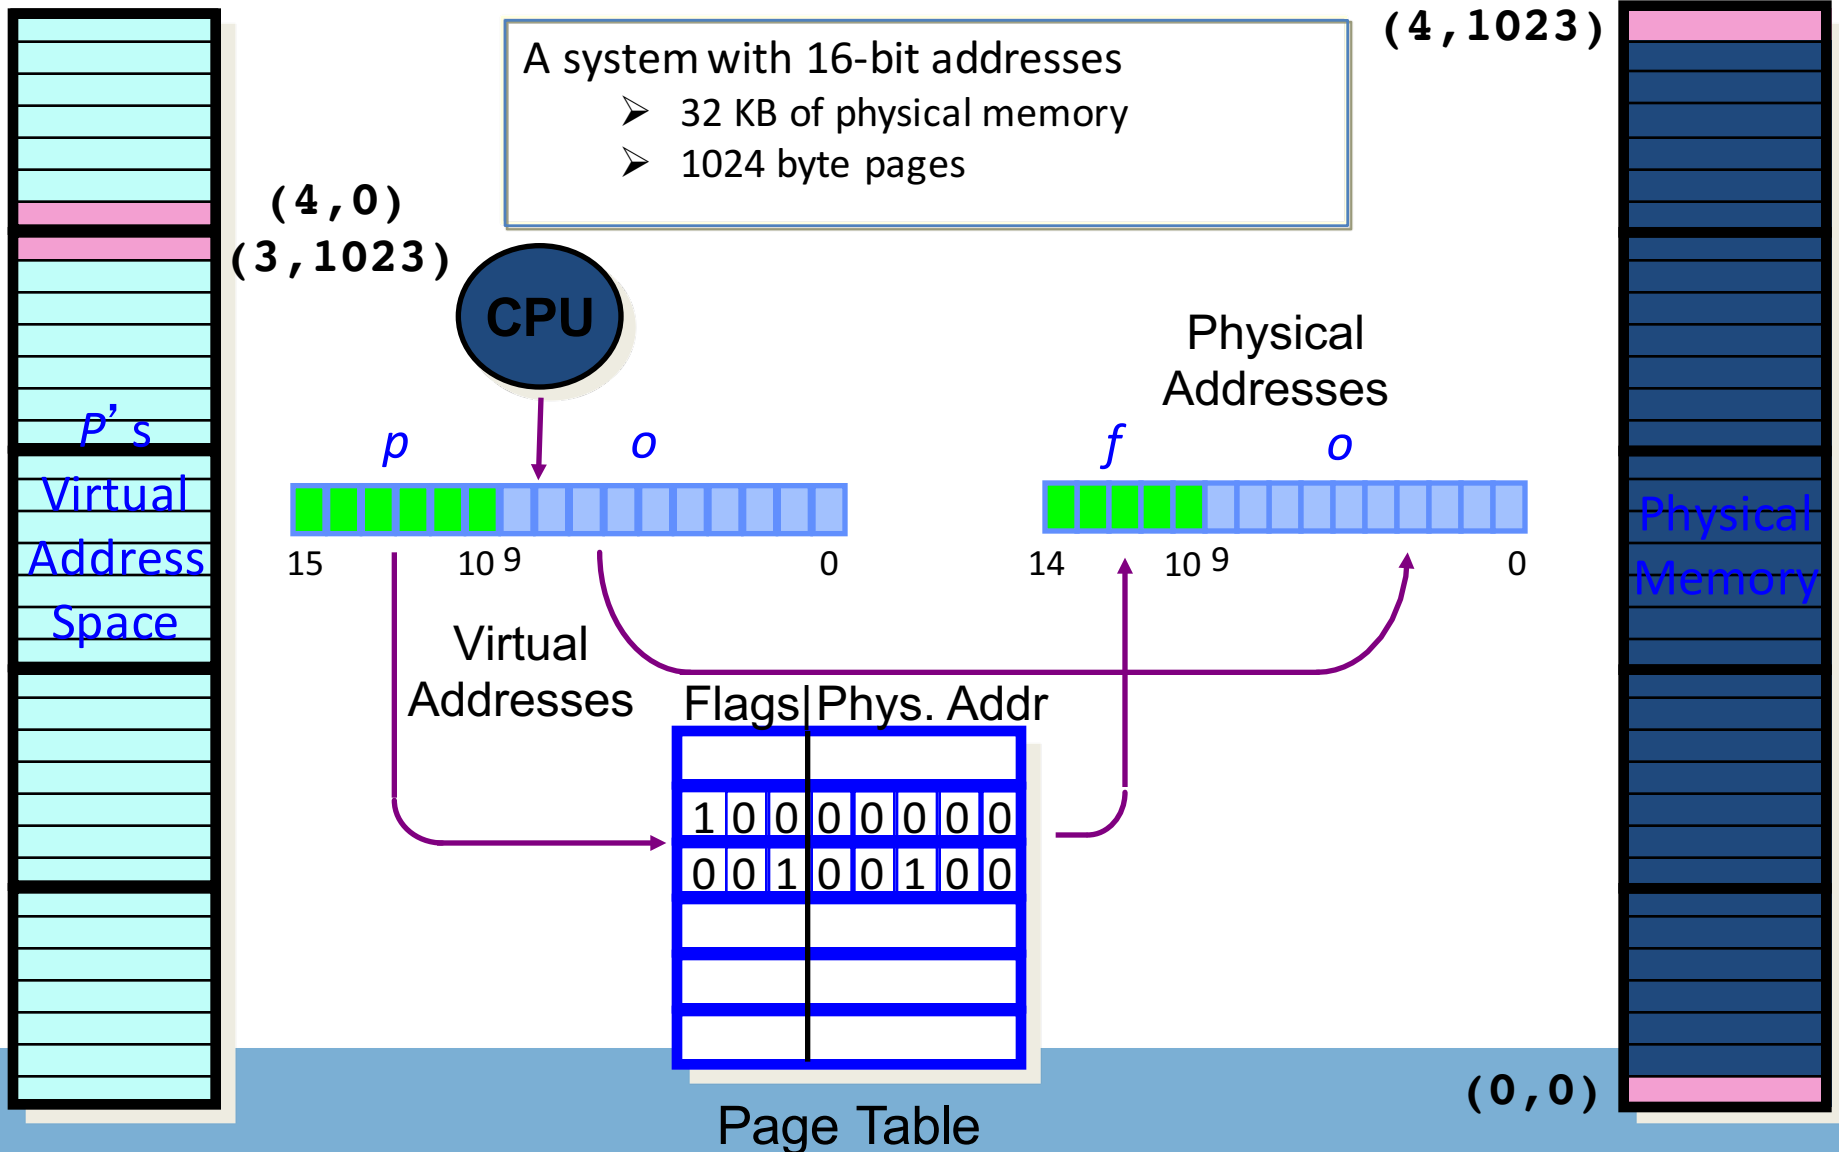 (4,1023)
A system with 16-bit addresses
➢ 32 KB of physical memory
➢ 1024 byte pages
(4,0)
(3,1023)
CPU
Physical
Addresses
P's
Virtual
Address
Space
p o
f o
15 10 9 0
14 10 9 0
Physical
Memory
Virtual
Addresses
Flags|Phys. Addr
1 0 0 0 0 0 0 0
0 0 1 0 0 1 0 0
(0,0)
Page Table